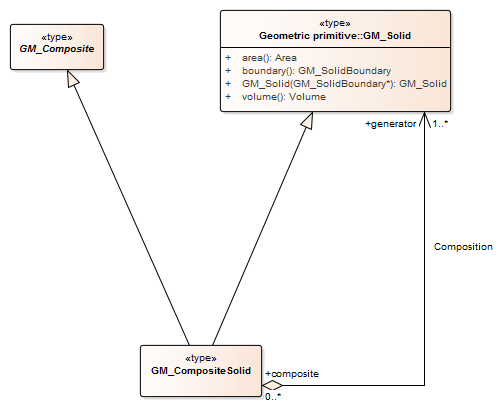 «type»
GM_Composite
«type»
Geometric primitive::GM_Solid
+ area(): Area
+ boundary(): GM_SolidBoundary
+ GM_Solid(GM_SolidBoundary*): GM_Solid
+ volume(): Volume
+generator 1..*
Composition
«type»
GM_CompositeSolid
+composite
0..*